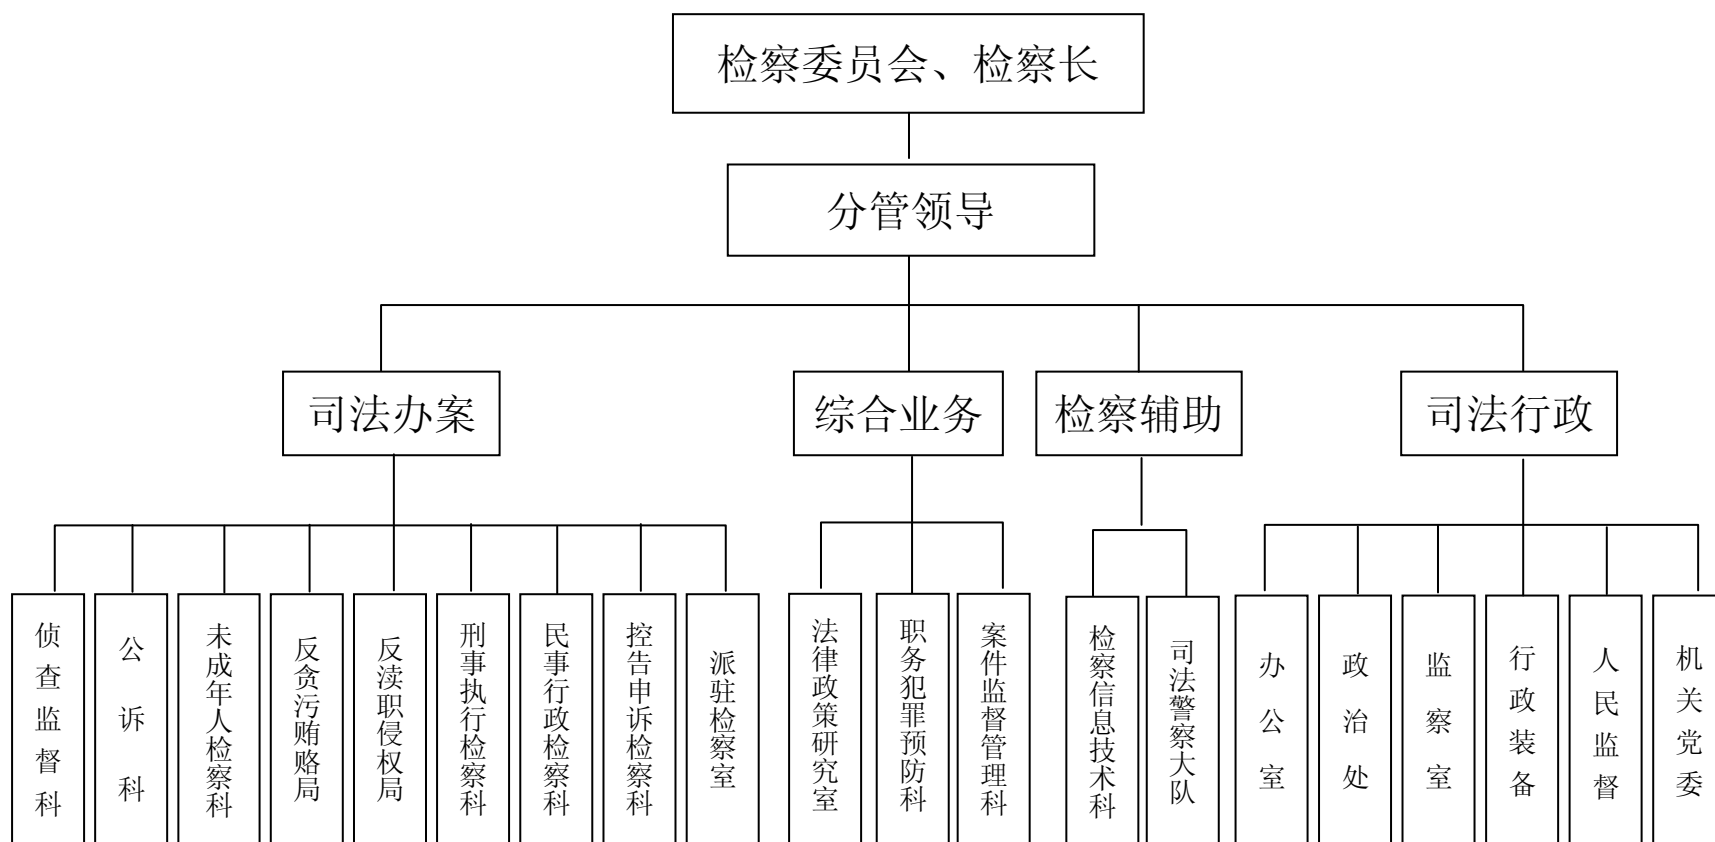 检察委员会、检察长
分管领导
司法办案
综合业务
检察辅助
司法行政
侦查监督科
公诉科
未成年人检察科
反贪污贿赂局
反渎职侵权局
刑事执行检察科
民事行政检察科
控告申诉检察科
派驻检察室
法律政策研究室
职务犯罪预防科
案件监督管理科
检察信息技术科
司法警察大队
办公室
政治处
监察室
行政装备
人民监督
机关党委